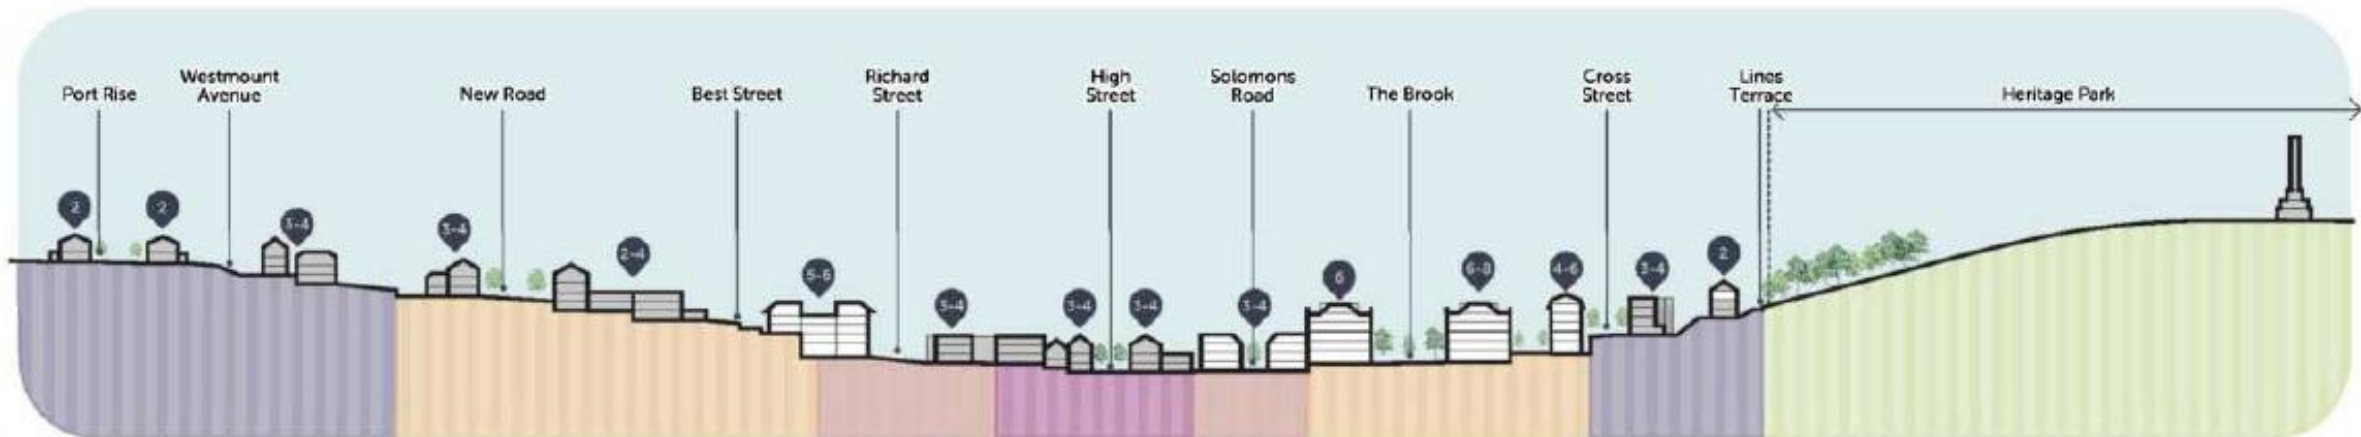 Port Rise
Westmount
Avenue
New Road
Best Street
Richard
Street
High
Street
Solomons
Road
The Brook
Cross
Street
Lines
Terrace
Heritage Park
2
2
3-4
3-4
2-4
5-6
3-4
3-4
3-4
3-4
6
6-8
4-6
3-4
2